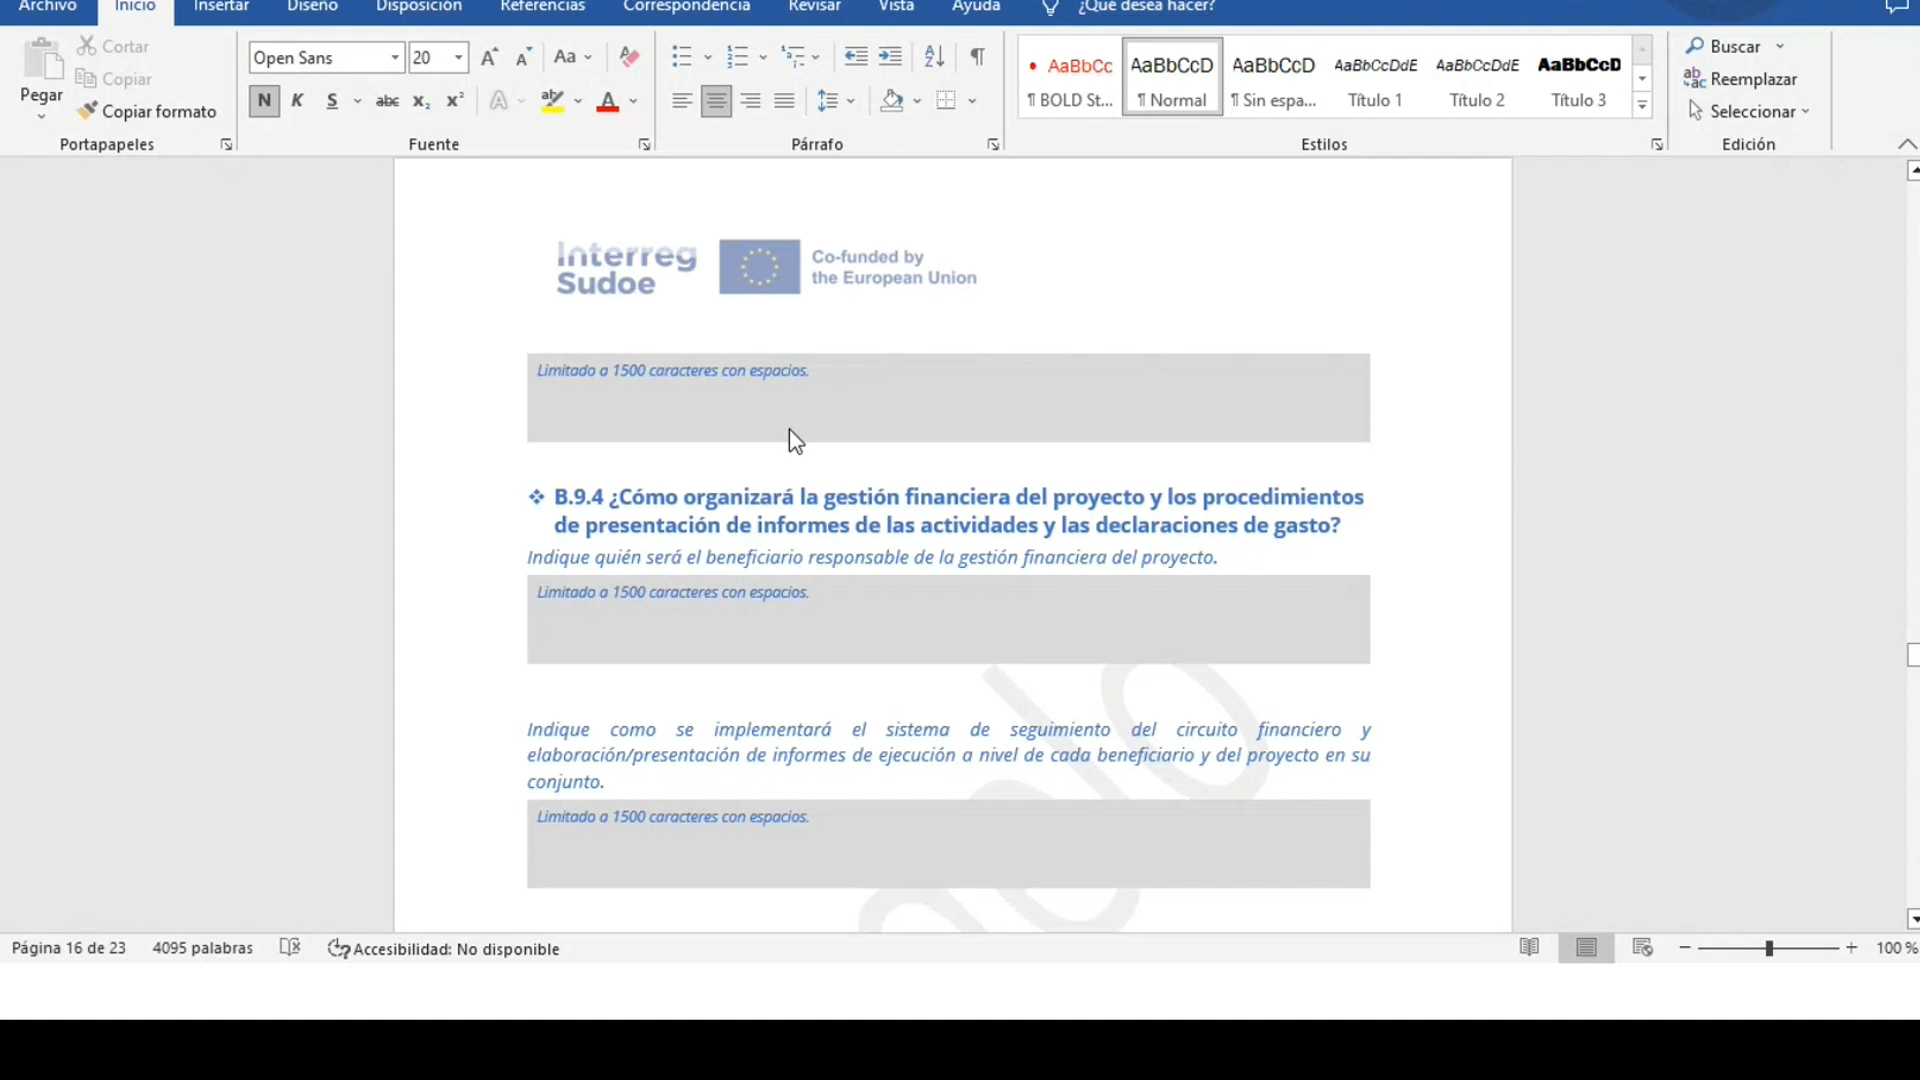 Archivo Inicio Insertar Diseño Disposición Referencias Correspondencia Revisar Vista Ayuda ¿Qué desea hacer?
Pegar
Cortar
Copiar
Copiar formato
Portapapeles
Open Sans 20
Aa
N K S abc x₂ x² A ab A
Fuente
Párrafo
AaBbCc AaBbCcD AaBbCcD AaBbCcDdE AaBbCcDdE AaBbCcD
¶ BOLD St... ¶ Normal ¶ Sin espa... Título 1 Título 2 Título 3
Estilos
Buscar
Reemplazar
Seleccionar
Edición
Interreg
Sudoe
Co-funded by
the European Union
Limitado a 1500 caracteres con espacios.
❖ B.9.4 ¿Cómo organizará la gestión financiera del proyecto y los procedimientos
de presentación de informes de las actividades y las declaraciones de gasto?
Indique quién será el beneficiario responsable de la gestión financiera del proyecto.
Limitado a 1500 caracteres con espacios.
Indique como se implementará el sistema de seguimiento del circuito financiero y
elaboración/presentación de informes de ejecución a nivel de cada beneficiario y del proyecto en su
conjunto.
Limitado a 1500 caracteres con espacios.
Página 16 de 23 4095 palabras Accesibilidad: No disponible 100 %